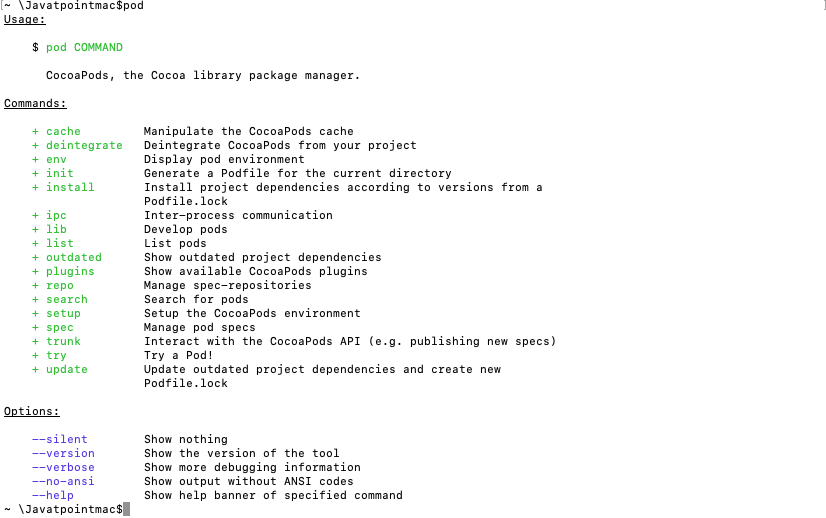 [~ \Javatpointmac$pod ]
Usage:
$ pod COMMAND
CocoaPods, the Cocoa library package manager.
Commands:
+ cache Manipulate the CocoaPods cache
+ deintegrate Deintegrate CocoaPods from your project
+ env Display pod environment
+ init Generate a Podfile for the current directory
+ install Install project dependencies according to versions from a
Podfile.lock
+ ipc Inter-process communication
+ lib Develop pods
+ list List pods
+ outdated Show outdated project dependencies
+ plugins Show available CocoaPods plugins
+ repo Manage spec-repositories
+ search Search for pods
+ setup Setup the CocoaPods environment
+ spec Manage pod specs
+ trunk Interact with the CocoaPods API (e.g. publishing new specs)
+ try Try a Pod!
+ update Update outdated project dependencies and create new
Podfile.lock
Options:
--silent Show nothing
--version Show the version of the tool
--verbose Show more debugging information
--no-ansi Show output without ANSI codes
--help Show help banner of specified command
~ \Javatpointmac$